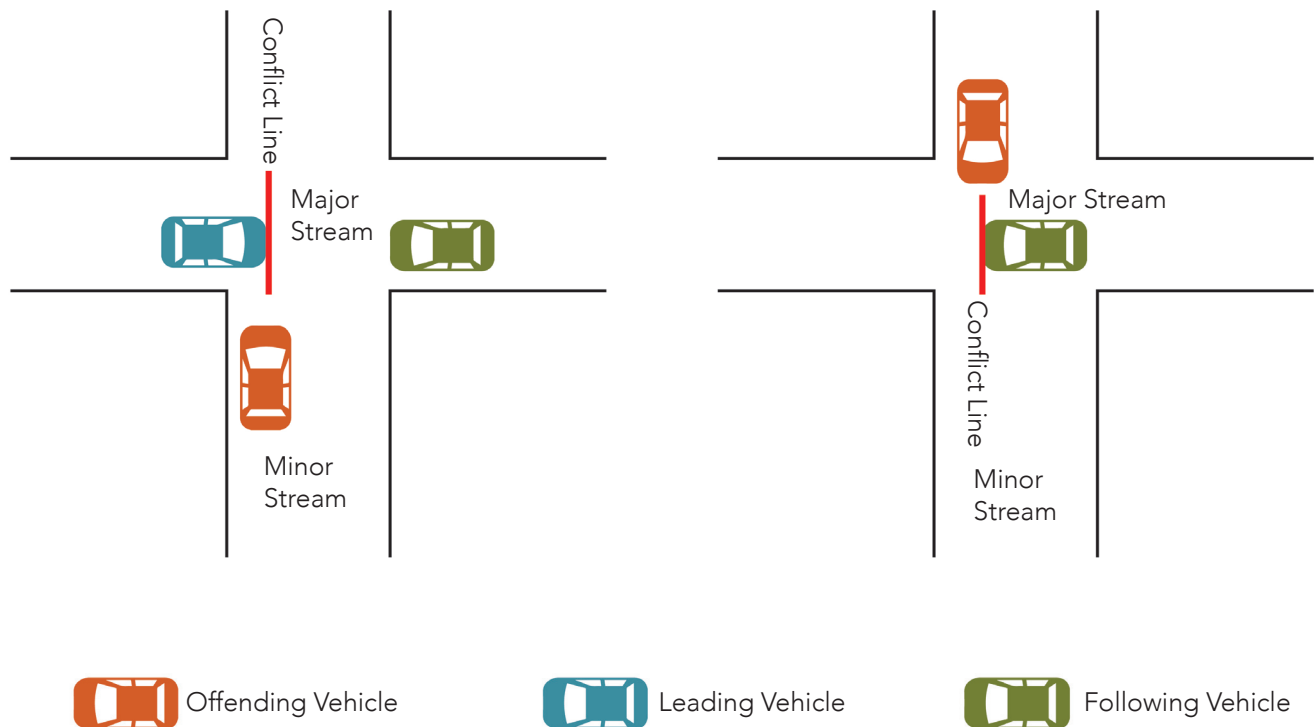 Conflict Line
Major
Stream
Minor
Stream
Major Stream
Conflict Line
Minor
Stream
Offending Vehicle
Leading Vehicle
Following Vehicle